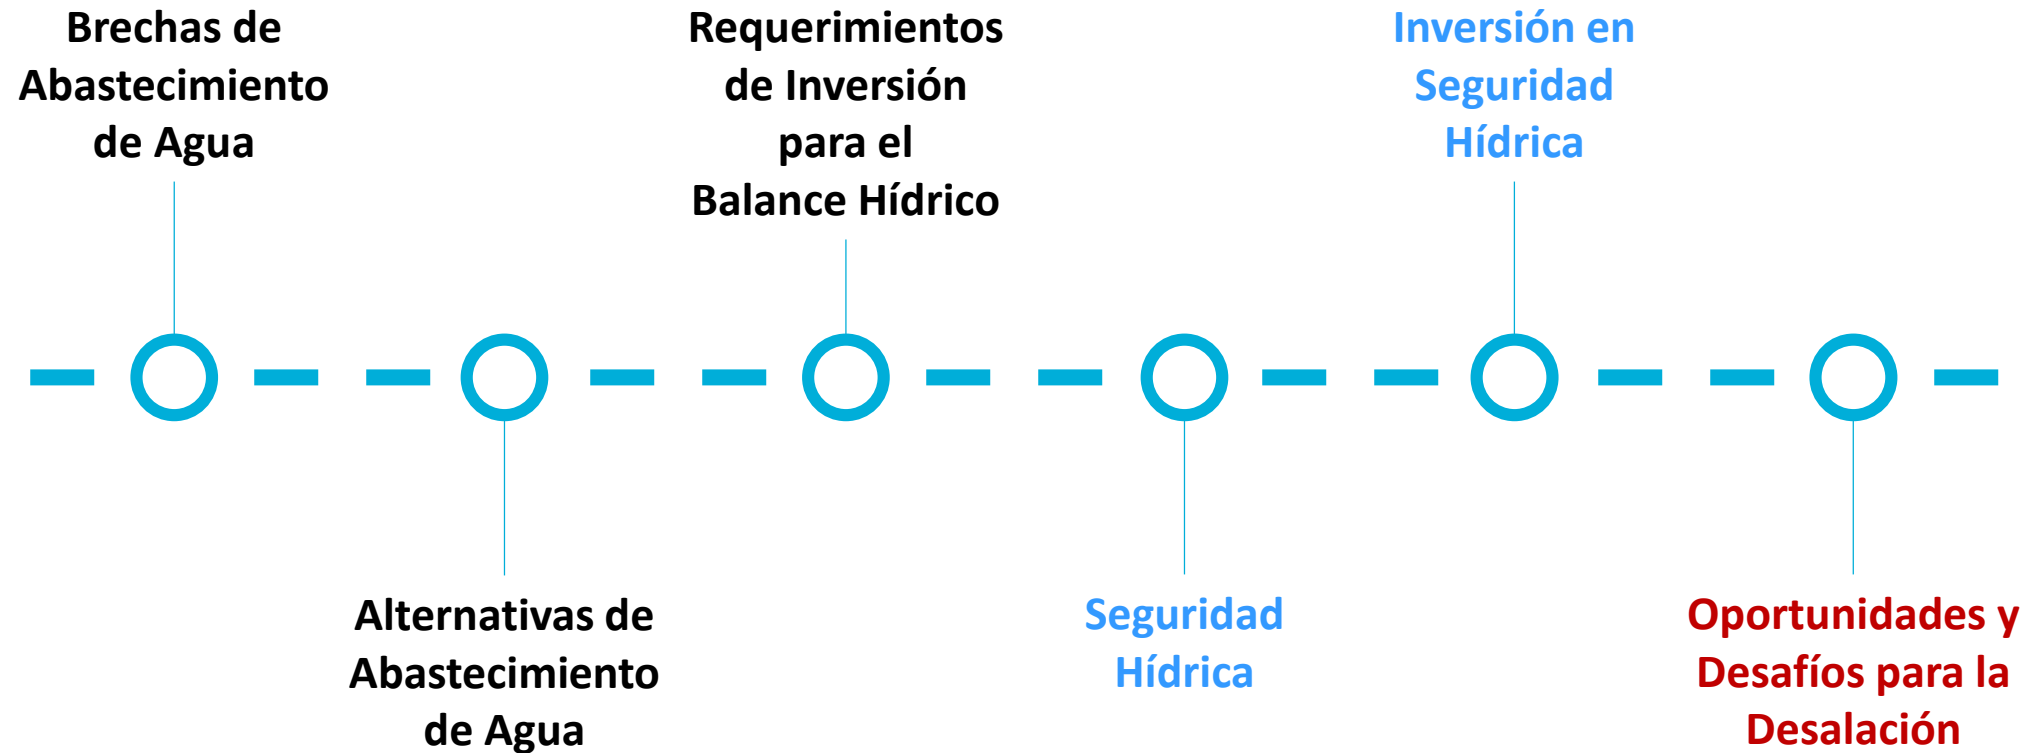 Brechas de
Abastecimiento
de Agua
Alternativas de
Abastecimiento
de Agua
Requerimientos
de Inversión
para el
Balance Hídrico
Seguridad
Hídrica
Inversión en
Seguridad
Hídrica
Oportunidades y
Desafíos para la
Desalación